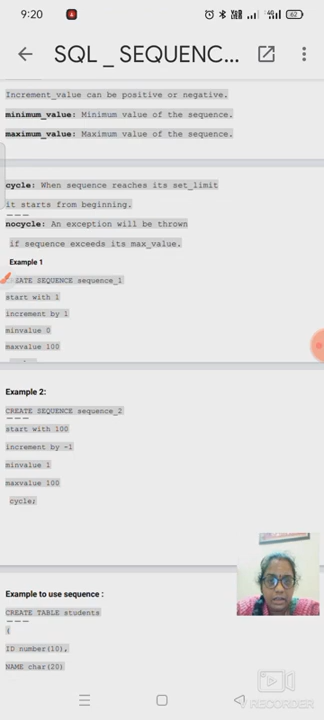 9:20
62
SQL _ SEQUENC...
Increment_value can be positive or negative.
minimum_value: Minimum value of the sequence.
maximum_value: Maximum value of the sequence.
cycle: When sequence reaches its set_limit
it starts from beginning.
nocycle: An exception will be thrown
if sequence exceeds its max_value.
Example 1
ATE SEQUENCE sequence_1
start with 1
increment by 1
minvalue 0
maxvalue 100
Example 2:
CREATE SEQUENCE sequence_2
start with 100
increment by -1
minvalue 1
maxvalue 100
cycle;
Example to use sequence :
CREATE TABLE students
(
ID number(10),
NAME char(20)
RECORDER